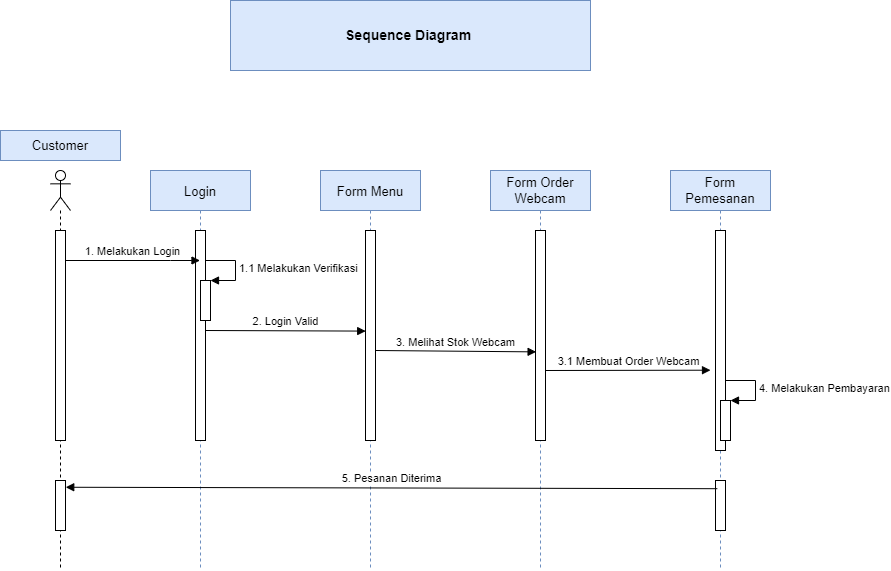 Sequence Diagram
Customer
Login
Form Menu
Form Order
Webcam
Form
Pemesanan
1. Melakukan Login
1.1 Melakukan Verifikasi
2. Login Valid
3. Melihat Stok Webcam
3.1 Membuat Order Webcam
4. Melakukan Pembayaran
5. Pesanan Diterima